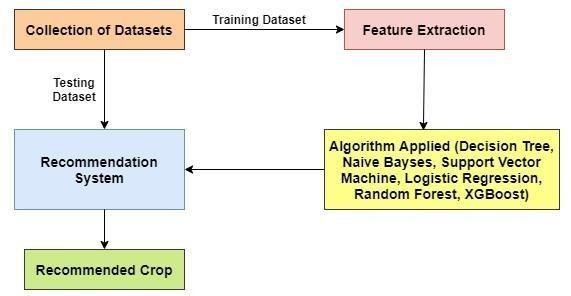 Collection of Datasets
Training Dataset
Feature Extraction
Testing
Dataset
Recommendation
System
Algorithm Applied (Decision Tree,
Naive Bayses, Support Vector
Machine, Logistic Regression,
Random Forest, XGBoost)
Recommended Crop